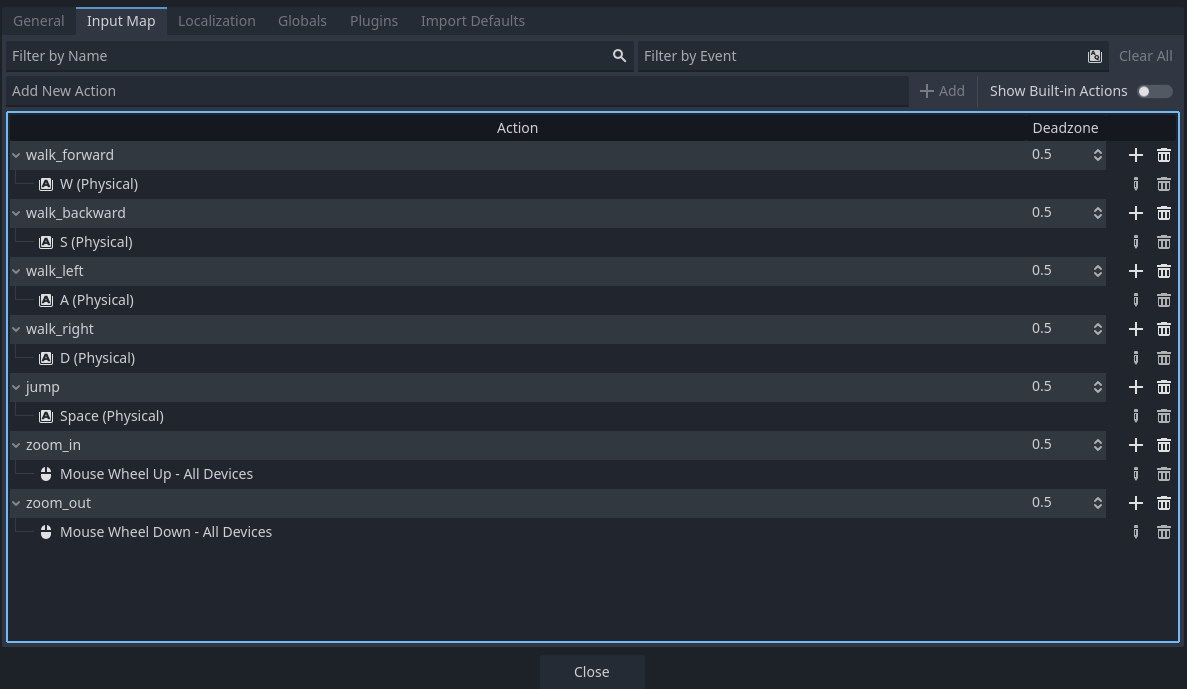 General Input Map Localization Globals Plugins Import Defaults
Filter by Name Filter by Event Clear All
Add New Action Add Show Built-in Actions
Action Deadzone
walk_forward 0.5
W (Physical)
walk_backward 0.5
S (Physical)
walk_left 0.5
A (Physical)
walk_right 0.5
D (Physical)
jump 0.5
Space (Physical)
zoom_in 0.5
Mouse Wheel Up - All Devices
zoom_out 0.5
Mouse Wheel Down - All Devices
Close